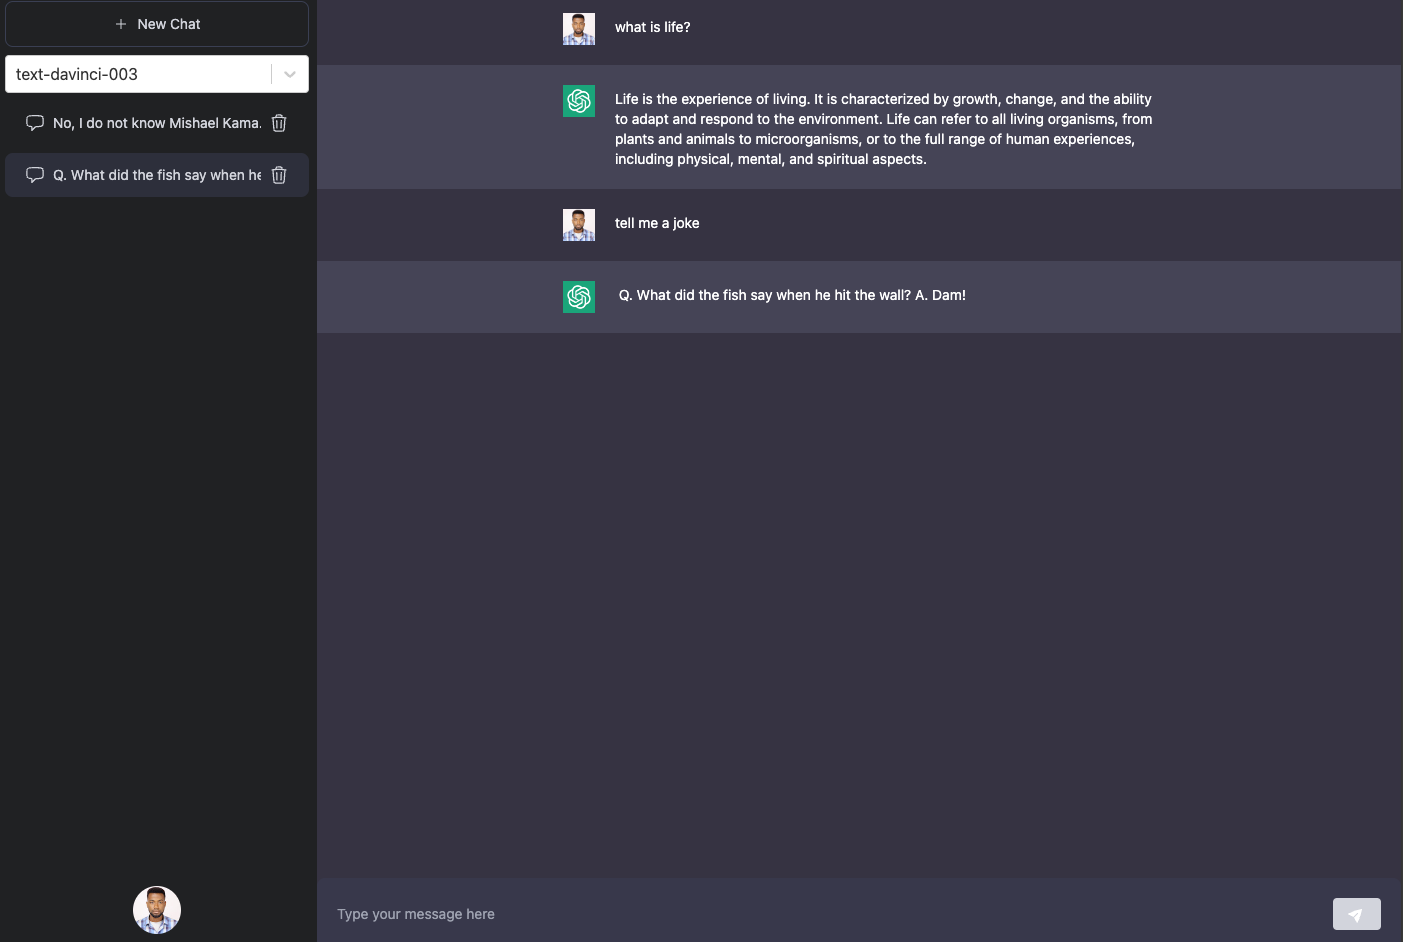 New Chat
text-davinci-003
No, I do not know Mishael Kama.
Q. What did the fish say when he
what is life?
Life is the experience of living. It is characterized by growth, change, and the ability
to adapt and respond to the environment. Life can refer to all living organisms, from
plants and animals to microorganisms, or to the full range of human experiences,
including physical, mental, and spiritual aspects.
tell me a joke
Q. What did the fish say when he hit the wall? A. Dam!
Type your message here